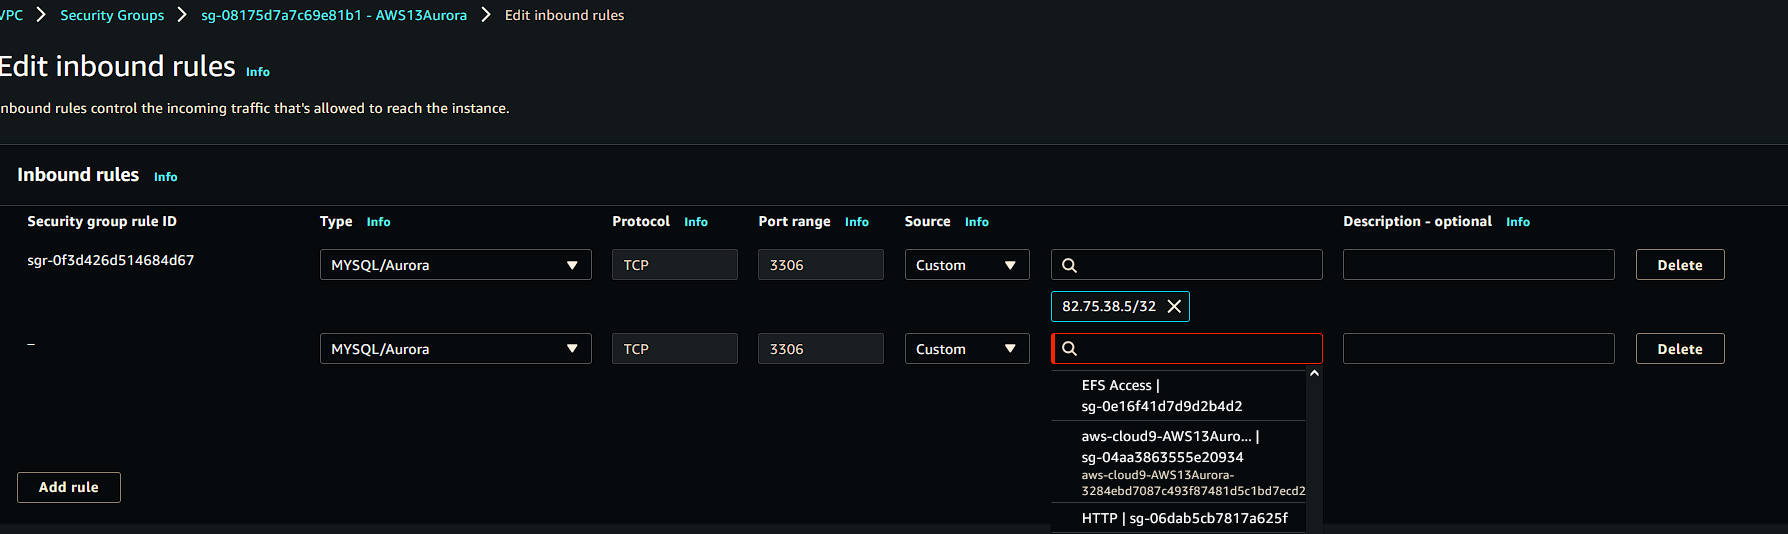 VPC > Security Groups > sg-08175d7a7c69e81b1 - AWS13Aurora > Edit inbound rules
Edit inbound rules Info
nbound rules control the incoming traffic that's allowed to reach the instance.
Inbound rules Info
Security group rule ID Type Info Protocol Info Port range Info Source Info Description - optional Info
sgr-0f3d426d514684d67 MYSQL/Aurora TCP 3306 Custom Delete
82.75.38.5/32
– MYSQL/Aurora TCP 3306 Custom Delete
EFS Access |
sg-0e16f41d7d9d2b4d2
aws-cloud9-AWS13Auro... |
sg-04aa3863555e20934
aws-cloud9-AWS13Aurora-
3284ebd7087c493f87481d5c1bd7ecd2
Add rule
HTTP | sg-06dab5cb7817a625f